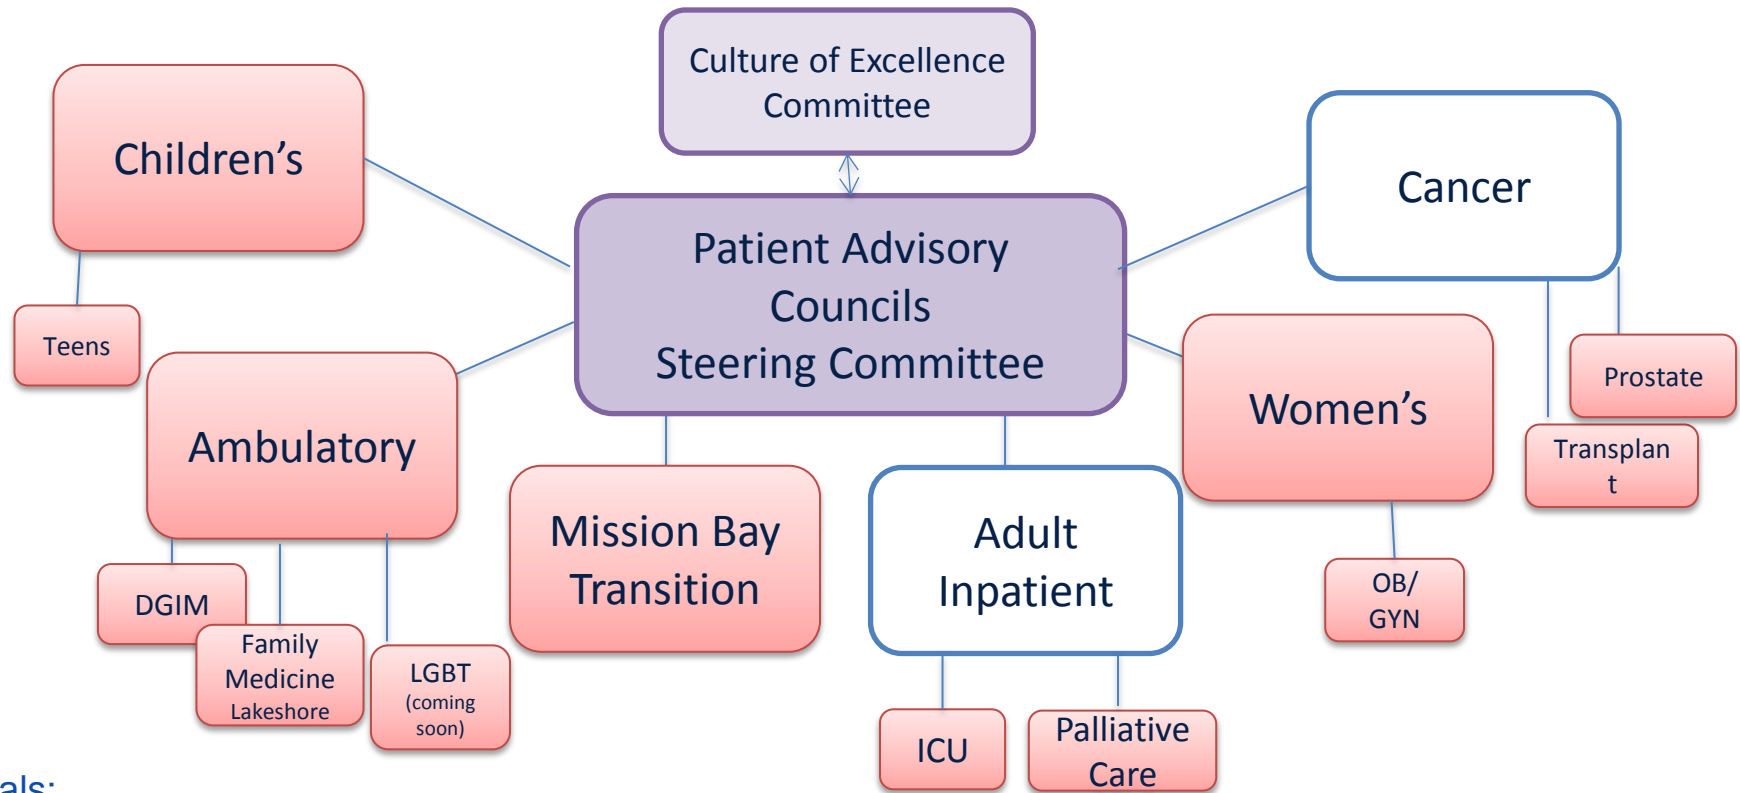 Culture of Excellence
Committee
Children's
Cancer
Patient Advisory
Councils
Steering Committee
Teens
Prostate
Women's
Ambulatory
Transplan
t
Mission Bay
Transition
Adult
Inpatient
DGIM
OB/
GYN
Family
Medicine
Lakeshore
LGBT
(coming
soon)
ICU
Palliative
Care
als: